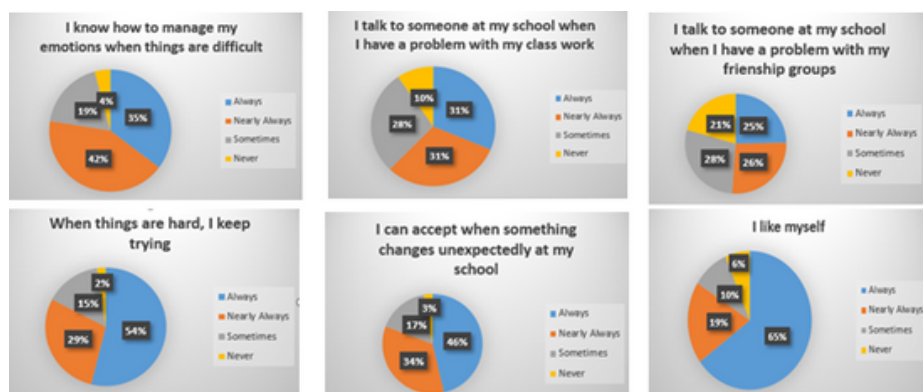 I know how to manage my
emotions when things are difficult
4%
19%
35%
42%
Always
Nearly Always
Sometimes
Never
I talk to someone at my school when
I have a problem with my class work
10%
31%
28%
31%
Always
Nearly Always
Sometimes
Never
I talk to someone at my school
when I have a problem with my
frienship groups
21%
25%
28%
26%
Always
Nearly Always
Sometimes
Never
When things are hard, I keep
trying
2%
15%
29%
54%
Always
Nearly Always
Sometimes
Never
I can accept when something
changes unexpectedly at my
school
3%
17%
46%
34%
Always
Nearly Always
Sometimes
Never
I like myself
6%
10%
19%
65%
Always
Nearly Always
Sometimes
Never